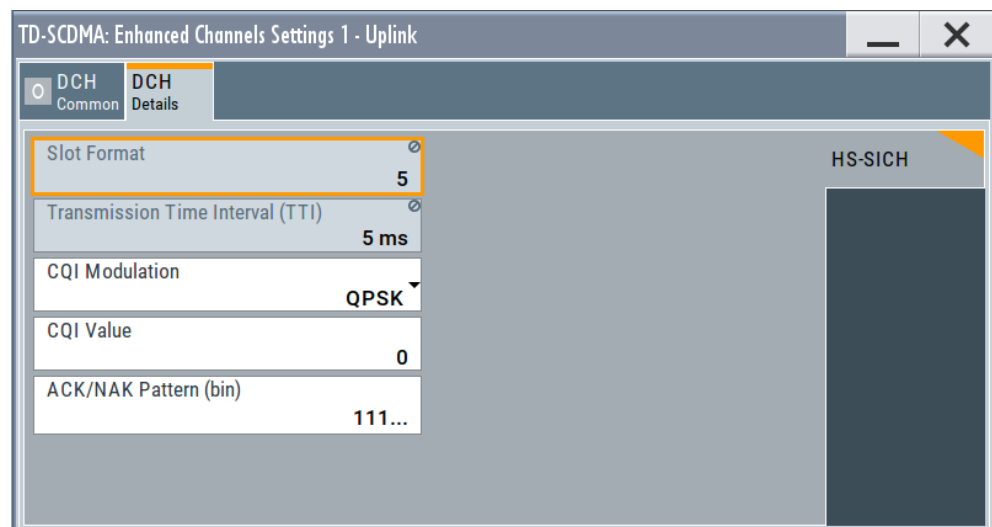 TD-SCDMA: Enhanced Channels Settings 1 - Uplink
DCH
Common
DCH
Details
Slot Format
5
Transmission Time Interval (TTI)
5 ms
CQI Modulation
QPSK
CQI Value
0
ACK/NAK Pattern (bin)
111...
HS-SICH